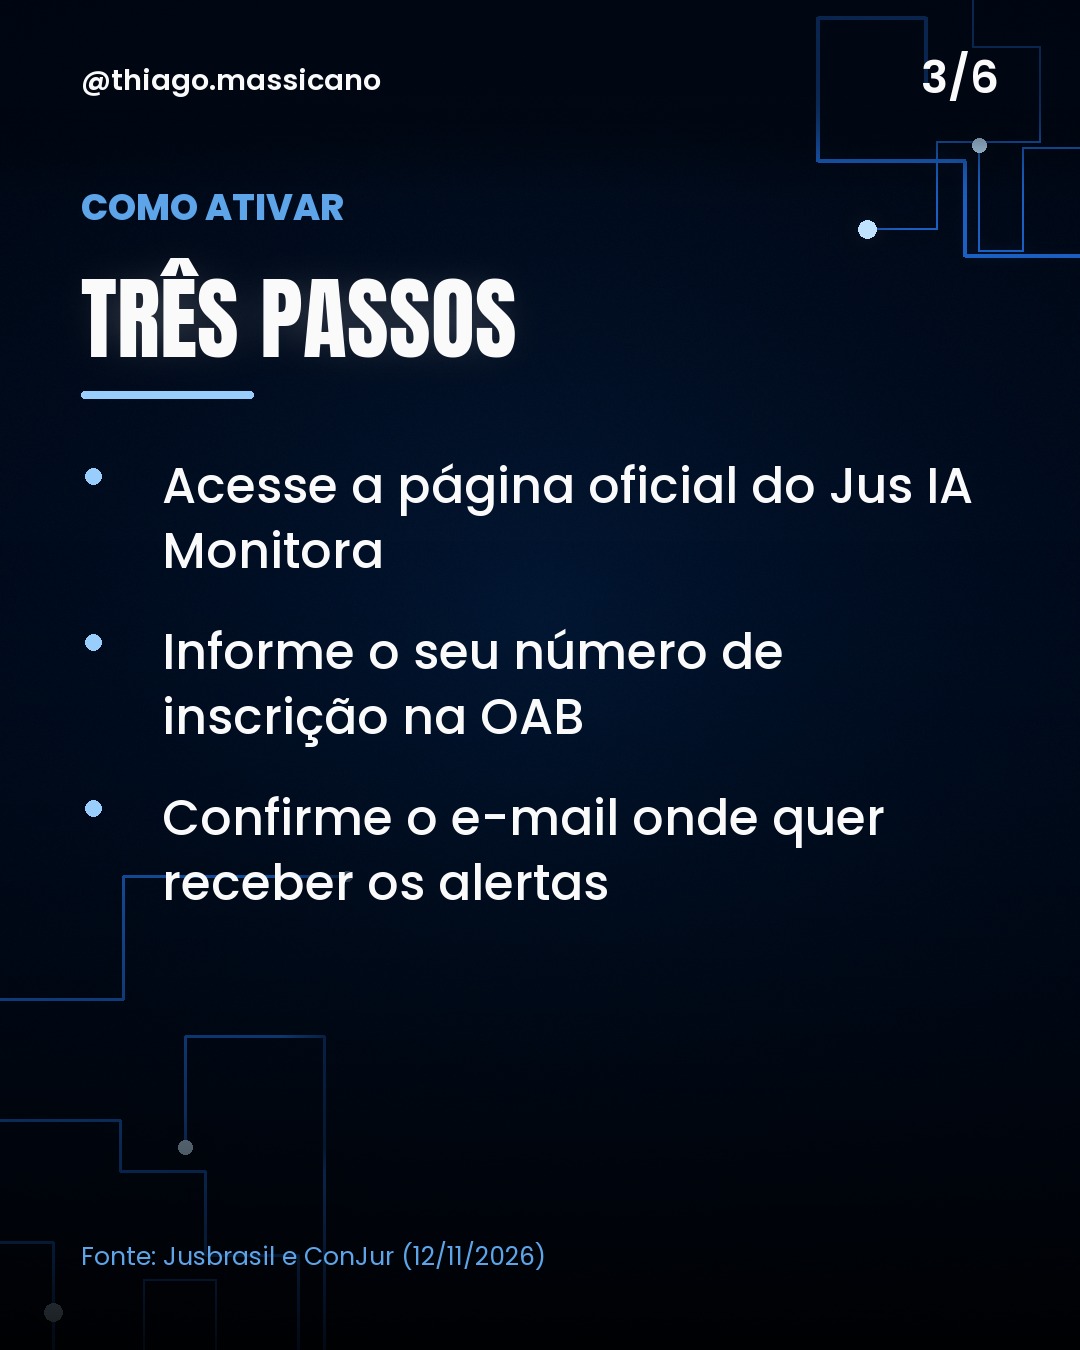 @thiago.massicano
3/6
COMO ATIVAR
TRÊS PASSOS
Acesse a página oficial do Jus IA
Monitora
Informe o seu número de
inscrição na OAB
Confirme o e-mail onde quer
receber os alertas
Fonte: Jusbrasil e ConJur (12/11/2026)